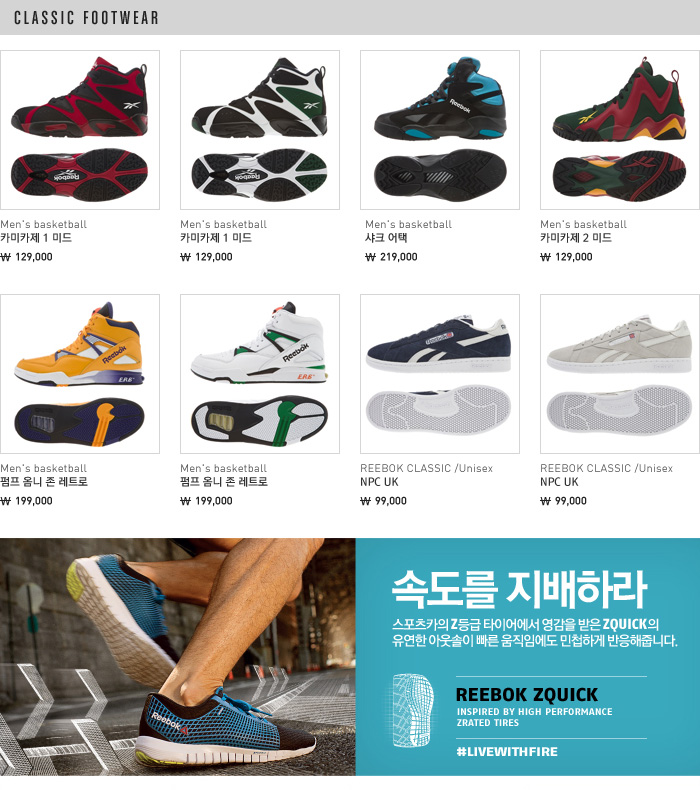 CLASSIC FOOTWEAR
Men's basketball
카미카제 1 미드
₩ 129,000
Men's basketball
카미카제 1 미드
₩ 129,000
Men's basketball
샤크 어택
₩ 219,000
Men's basketball
카미카제 2 미드
₩ 129,000
Men's basketball
펌프 옴니 존 레트로
₩ 199,000
Men's basketball
펌프 옴니 존 레트로
₩ 199,000
REEBOK CLASSIC /Unisex
NPC UK
₩ 99,000
REEBOK CLASSIC /Unisex
NPC UK
₩ 99,000
Reebok
속도를 지배하라
스포츠카의 Z등급 타이어에서 영감을 받은 ZQUICK의
유연한 아웃솔이 빠른 움직임에도 민첩하게 반응해줍니다.
REEBOK ZQUICK
INSPIRED BY HIGH PERFORMANCE
ZRATED TIRES
#LIVEWITHFIRE